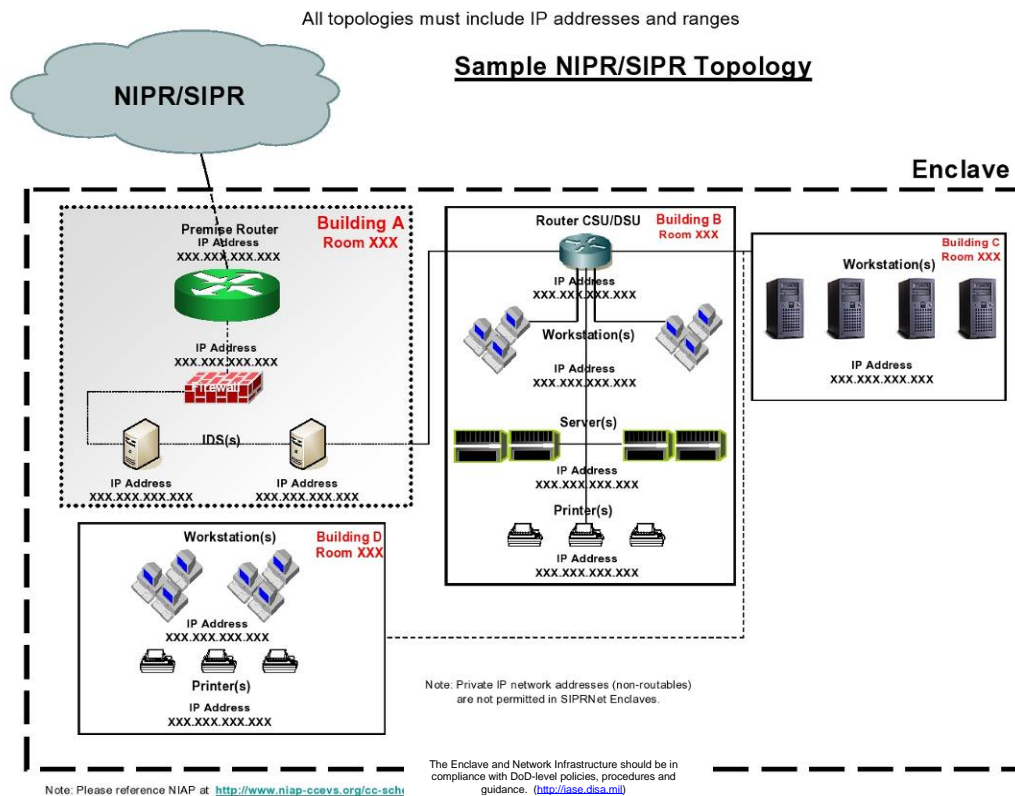 All topologies must include IP addresses and ranges
Sample NIPR/SIPR Topology
NIPR/SIPR
Enclave
Building A
Room XXX
Premise Router
IP Address
XXX.XXX.XXX.XXX
IP Address
XXX.XXX.XXX.XXX
Firewall
IDS(s)
IP Address
XXX.XXX.XXX.XXX
IP Address
XXX.XXX.XXX.XXX
Router CSU/DSU
Building B
Room XXX
IP Address
XXX.XXX.XXX.XXX
Workstation(s)
IP Address
XXX.XXX.XXX.XXX
Server(s)
IP Address
XXX.XXX.XXX.XXX
Printer(s)
IP Address
XXX.XXX.XXX.XXX
Building C
Room XXX
Workstation(s)
IP Address
XXX.XXX.XXX.XXX
Workstation(s)
Building D
Room XXX
IP Address
XXX.XXX.XXX.XXX
Printer(s)
IP Address
XXX.XXX.XXX.XXX
Note: Private IP network addresses (non-routables)
are not permitted in SIPRNet Enclaves.
The Enclave and Network Infrastructure should be in
compliance with DoD-level policies, procedures and
guidance. (http://iase.disa.mil)
Note: Please reference NIAP at http://www.niap-ccevs.org/cc-sche